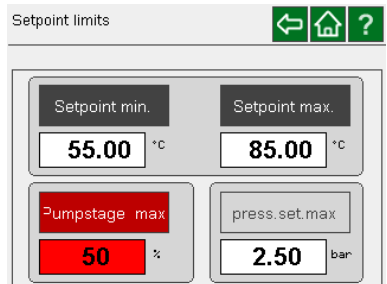 Setpoint limits ?
Setpoint min. Setpoint max.
55.00 °C 85.00 °C
Pumpstage max press.set.max
50 % 2.50 bar